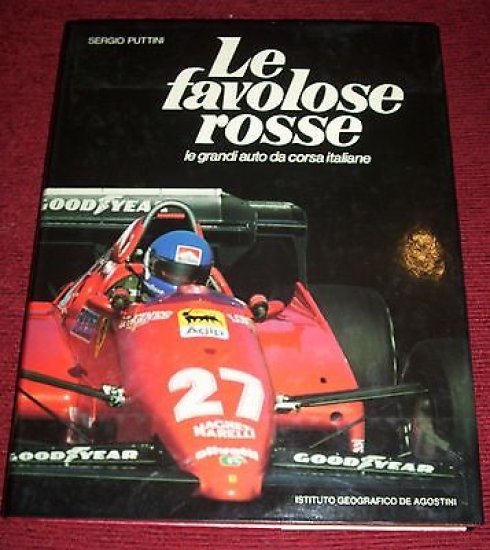 SERGIO PUTTINI
Le
favolose
rosse
le grandi auto da corsa italiane
GOODYEAR
GOODYEAR
Agip
27
MAGNETI
MARELLI
GOODYEAR
GOODYEAR
ISTITUTO GEOGRAFICO DE AGOSTINI